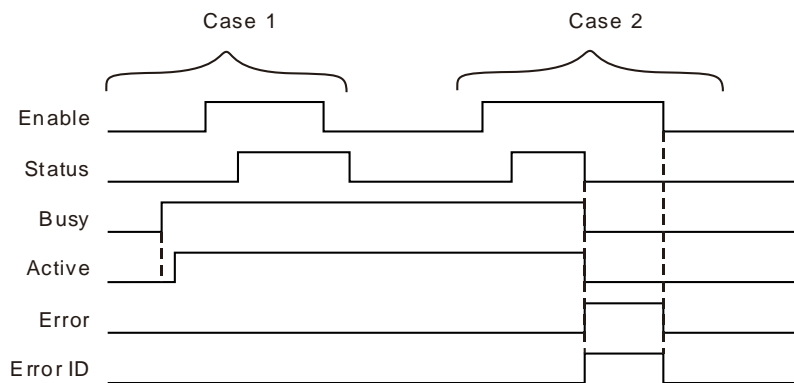 Case 1 Case 2
Enable
Status
Busy
Active
Error
Error ID